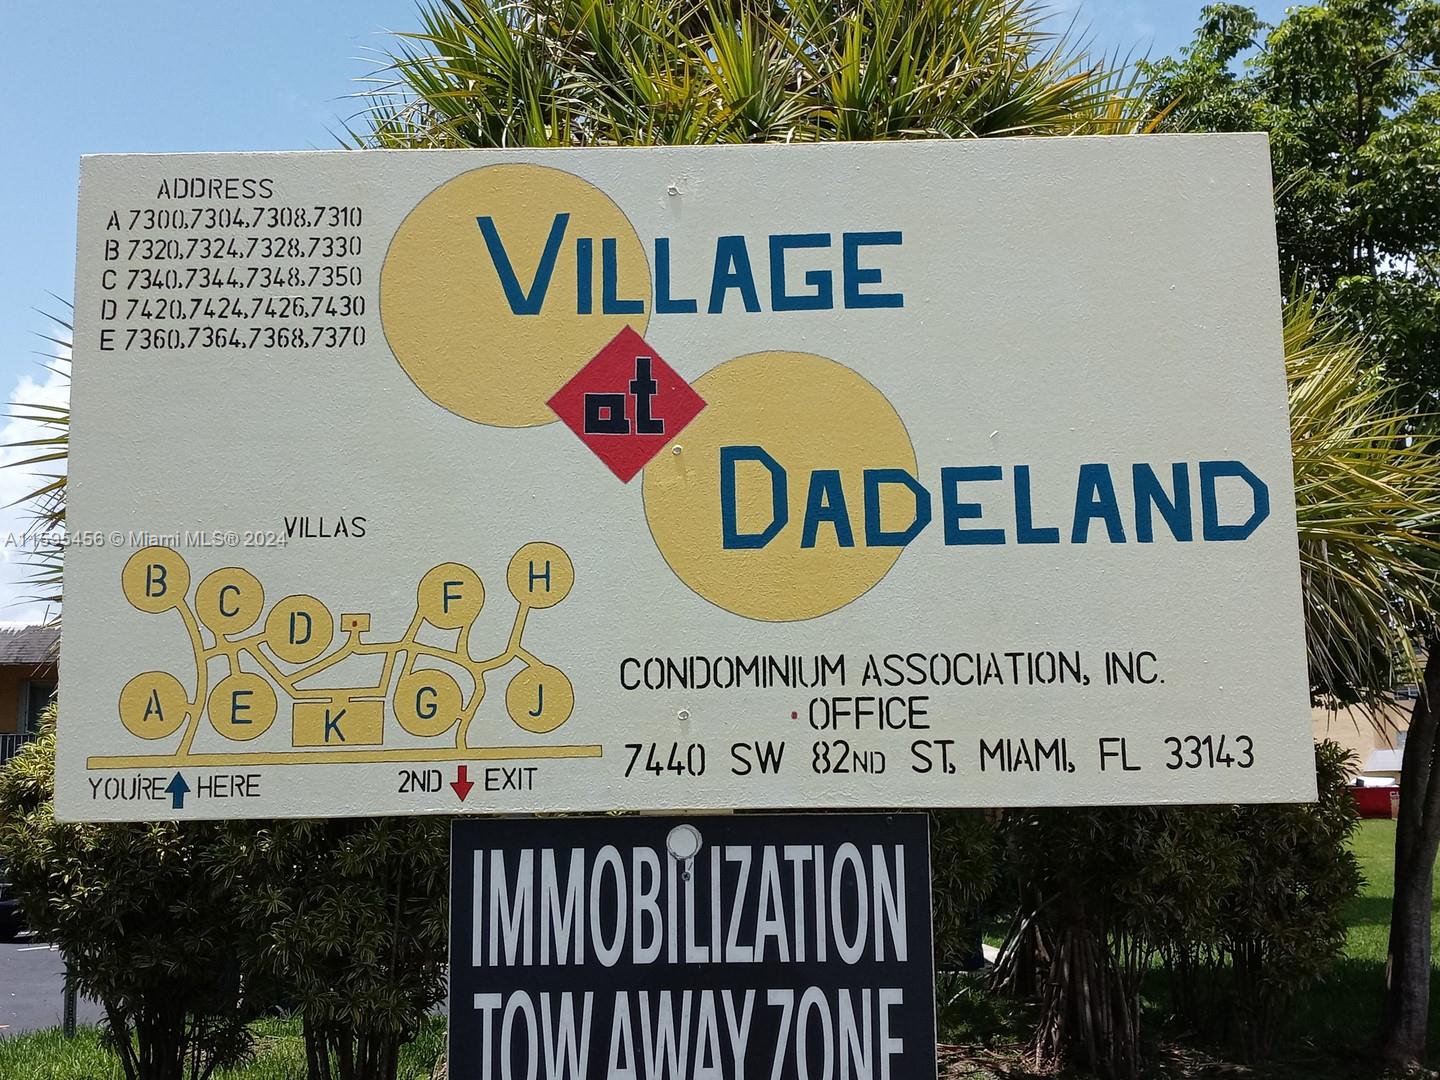 ADDRESS
A 7300,7304,7308,7310
B 7320,7324,7328,7330
C 7340,7344,7348,7350
D 7420,7424,7426,7430
E 7360,7364,7368,7370
VILLAGE
at
DADELAND
A11595456 © Miami MLS® 2024
VILLAS
B C D F H
A E K G J
YOU'RE HERE
2ND EXIT
CONDOMINIUM ASSOCIATION, INC.
OFFICE
7440 SW 82ND ST, MIAMI, FL 33143
IMMOBILIZATION
TOW AWAY ZONE